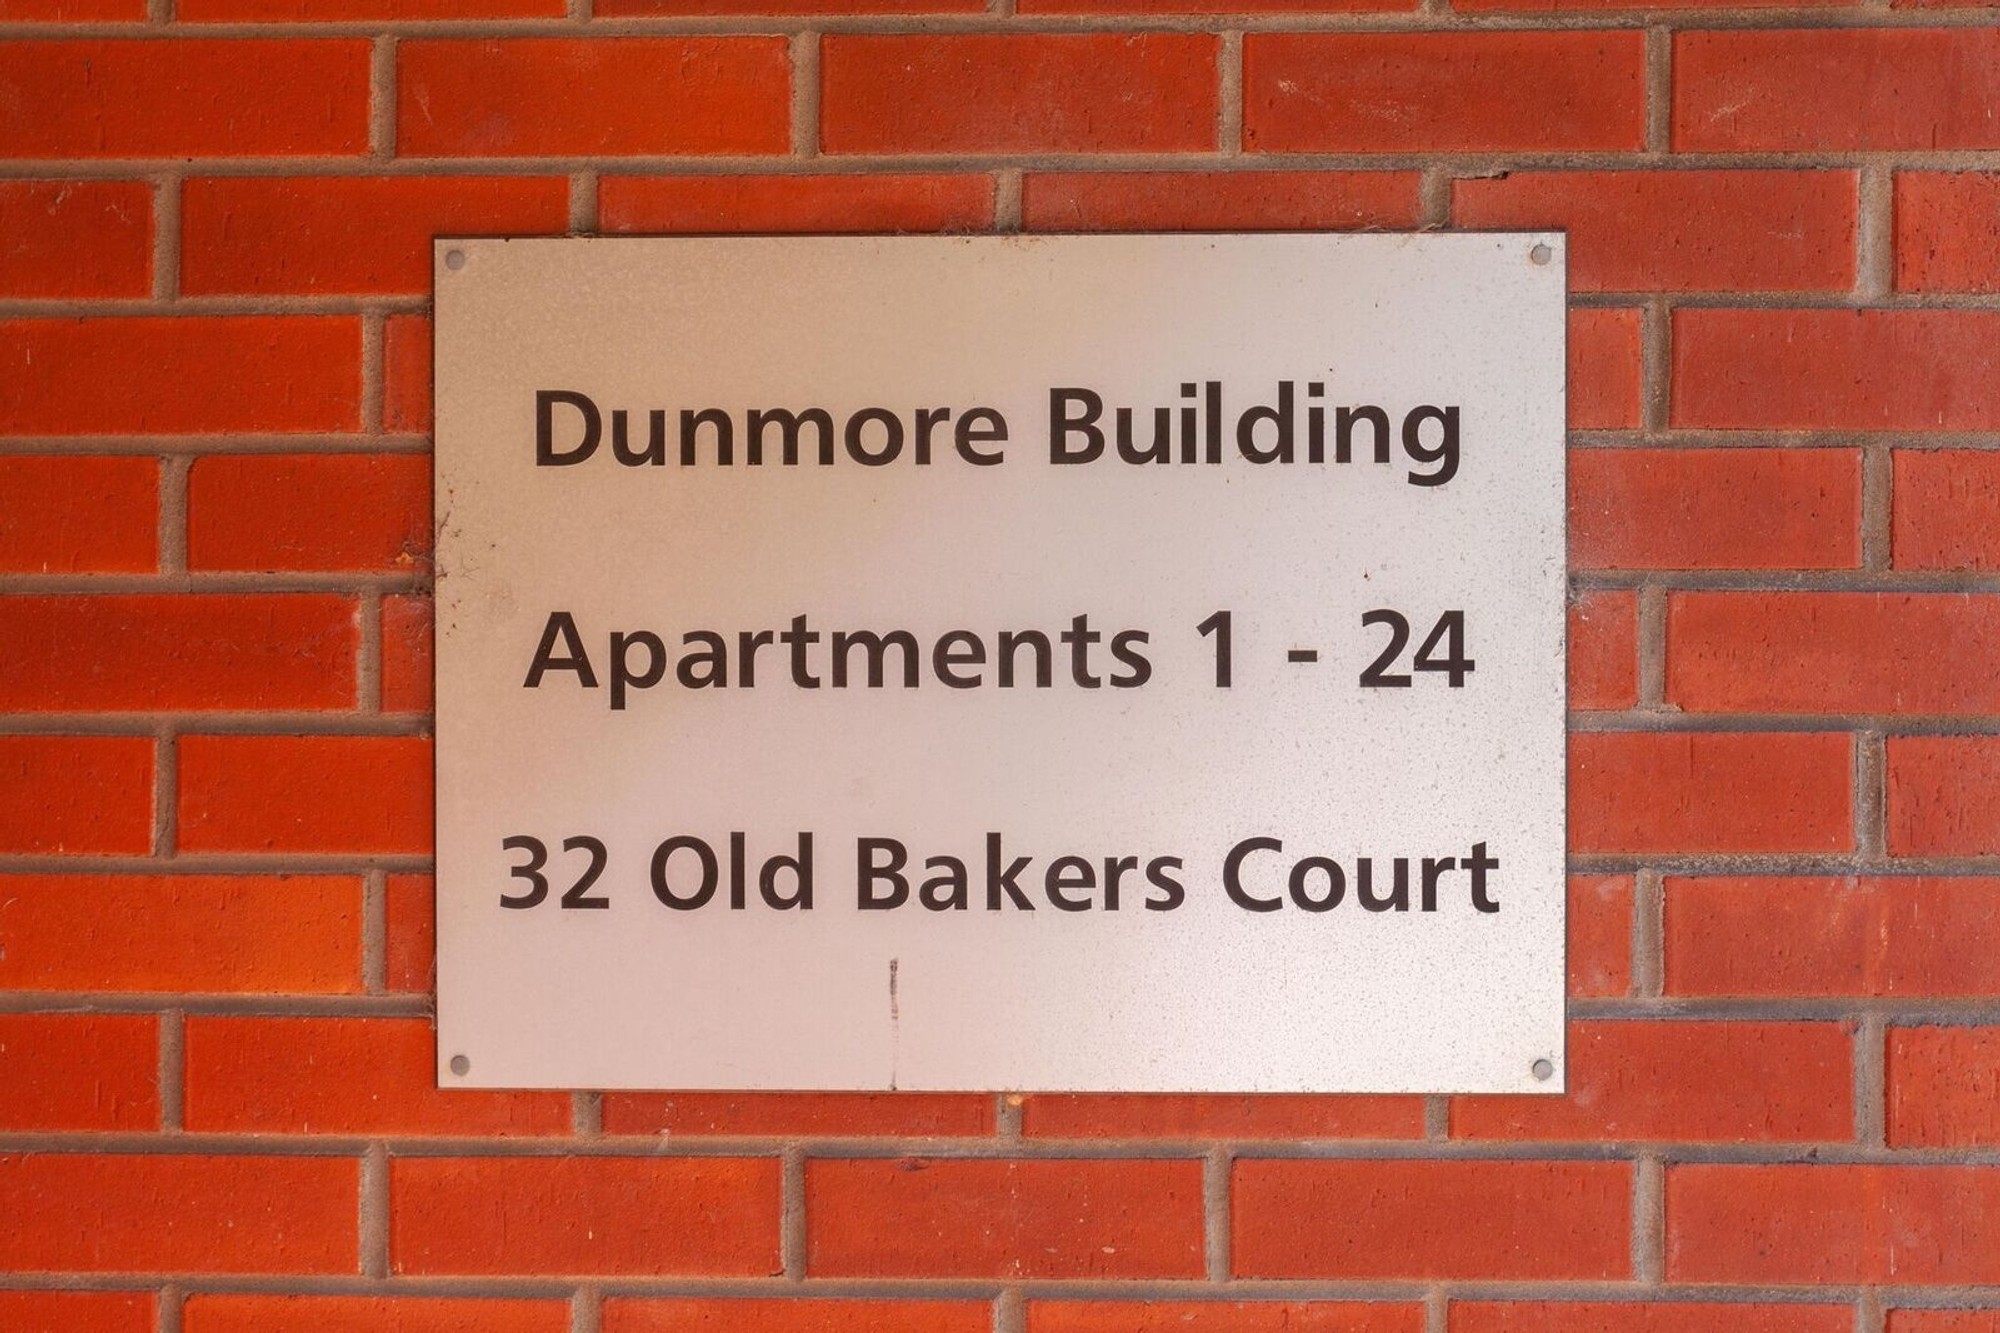 Dunmore Building
Apartments 1 - 24
32 Old Bakers Court